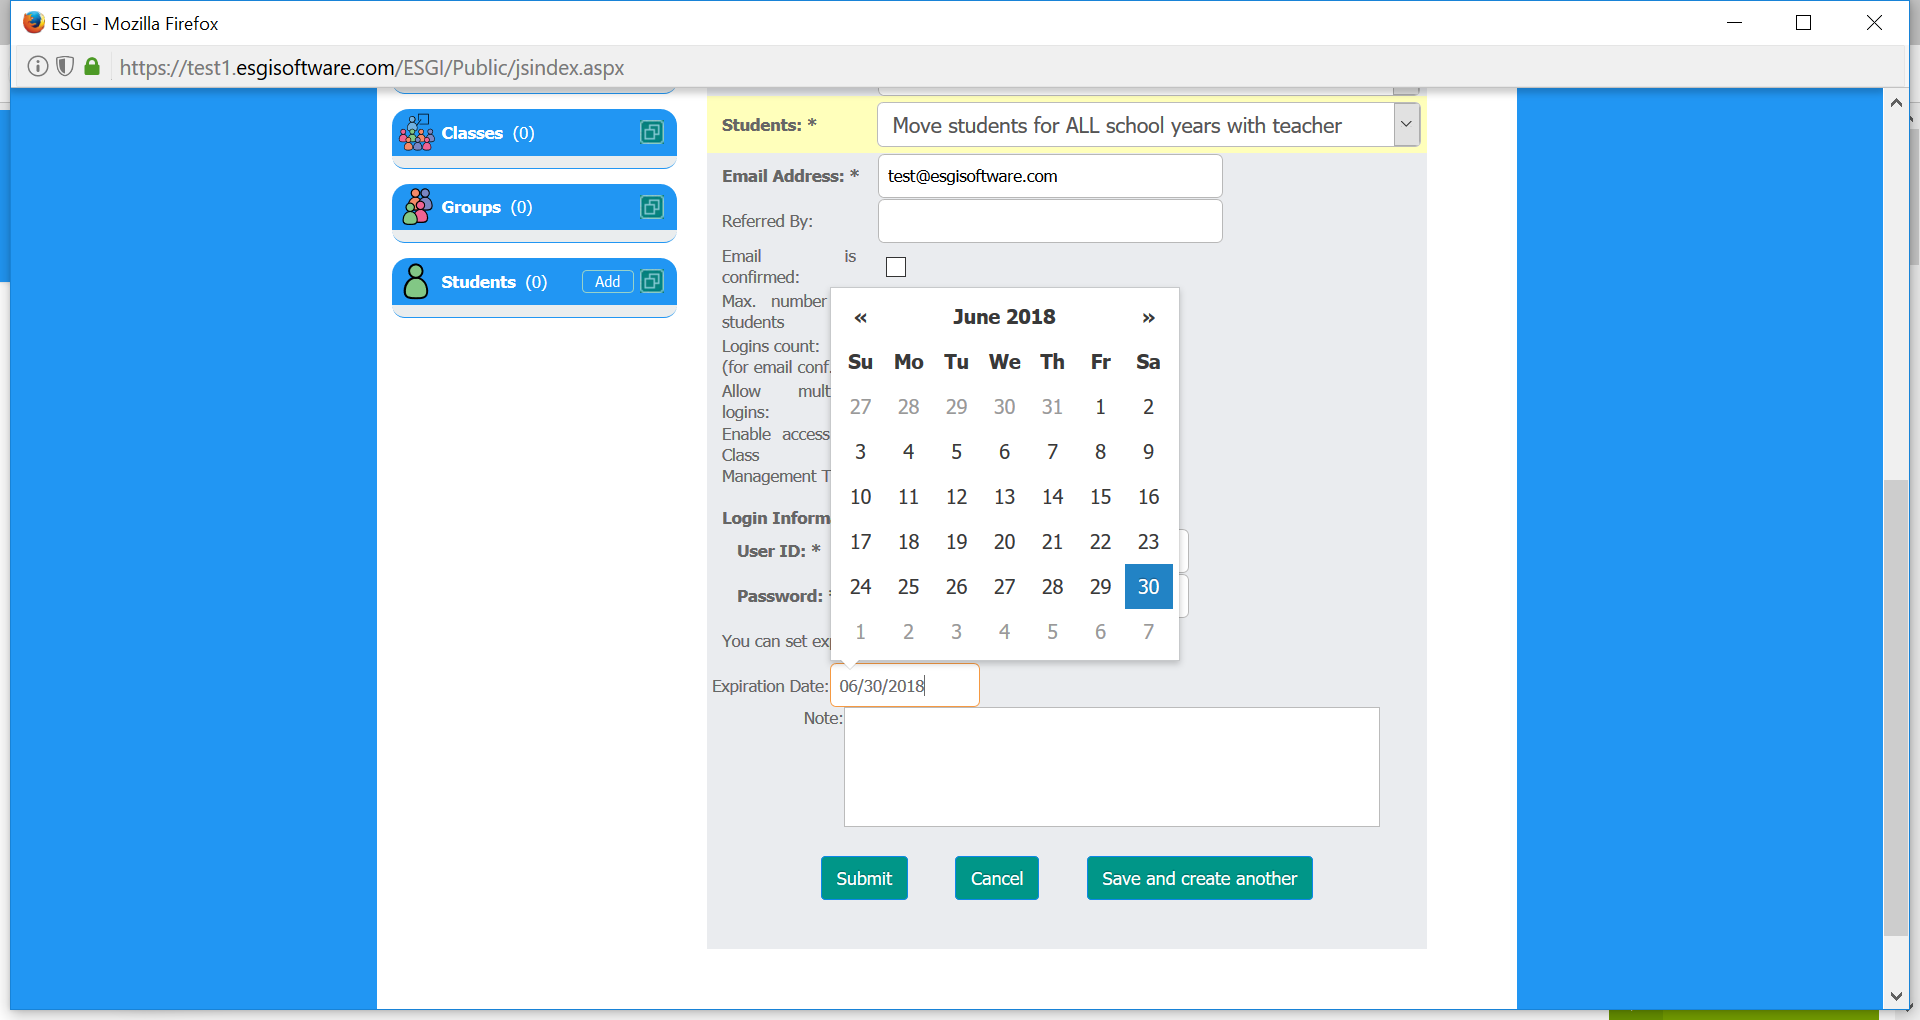 ESGI - Mozilla Firefox
https://test1.esgisoftware.com/ESGI/Public/jsindex.aspx
Classes (0)
Groups (0)
Students (0) Add
Students: * Move students for ALL school years with teacher
Email Address: * test@esgisoftware.com
Referred By:
Email is
confirmed:
Max. number
students
Logins count:
(for email conf.
Allow mult
logins:
Enable access
Class
Management T
Login Inform
User ID: *
Password: *
You can set exp
« June 2018 »
Su Mo Tu We Th Fr Sa
27 28 29 30 31 1 2
3 4 5 6 7 8 9
10 11 12 13 14 15 16
17 18 19 20 21 22 23
24 25 26 27 28 29 30
1 2 3 4 5 6 7
Expiration Date: 06/30/2018
Note:
Submit Cancel Save and create another